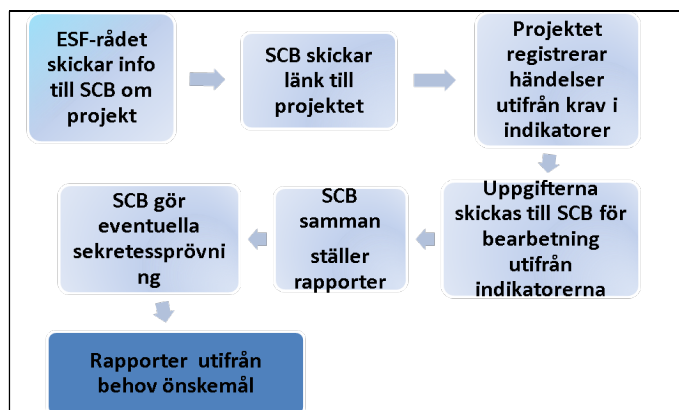 ESF-rådet
skickar info
till SCB om
projekt
SCB skickar
länk till
projektet
Projektet
registrerar
händelser
utifrån krav i
indikatorer
Uppgifterna
skickas till SCB för
bearbetning
utifrån
indikatorerna
SCB
samman
ställer
rapporter
SCB gör
eventuella
sekretessprövni
ng
Rapporter utifrån
behov önskemål